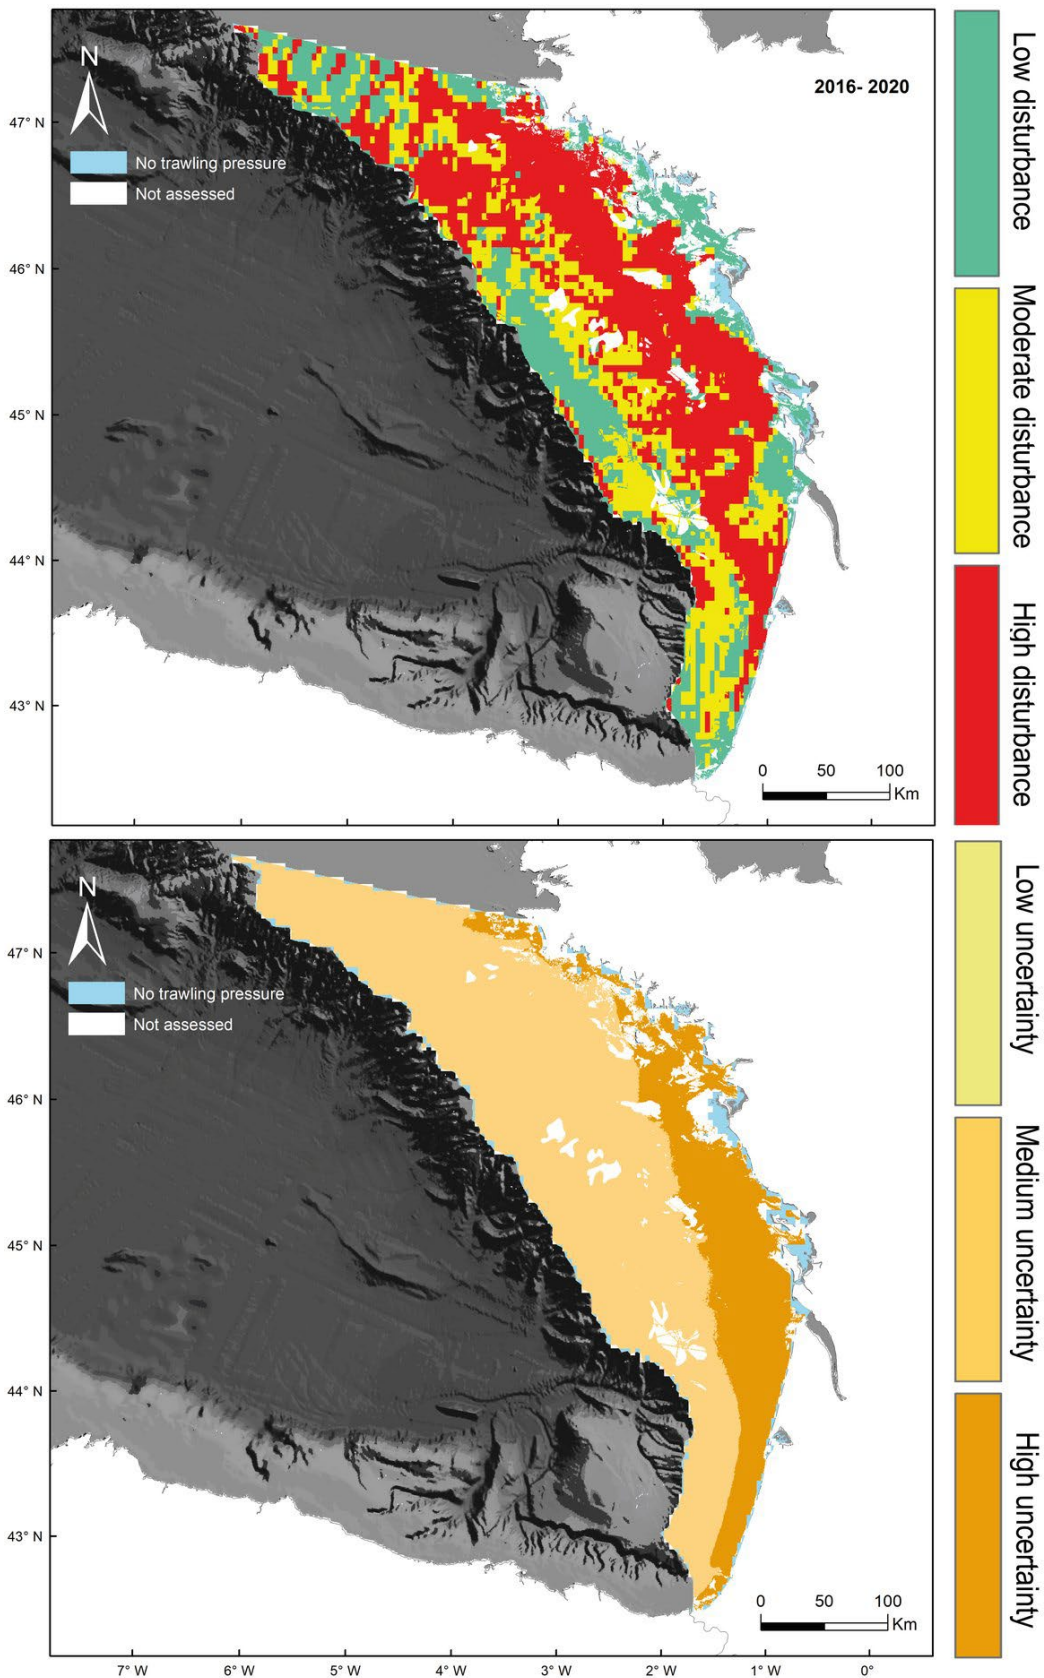 2016- 2020
N
No trawling pressure
Not assessed
47° N
46° N
45° N
44° N
43° N
0 50 100
Km
Low disturbance
Moderate disturbance
High disturbance
N
No trawling pressure
Not assessed
47° N
46° N
45° N
44° N
43° N
0 50 100
Km
7° W 6° W 5° W 4° W 3° W 2° W 1° W 0°
Low uncertainty
Medium uncertainty
High uncertainty